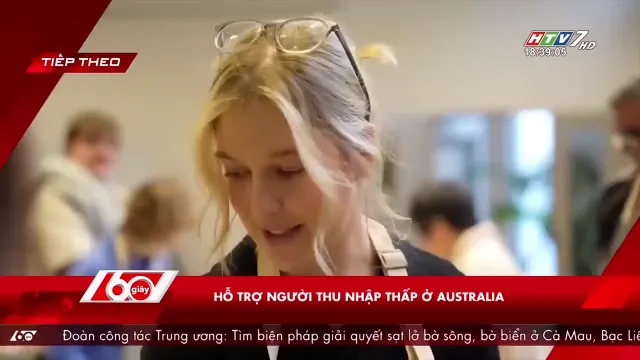 TIẾP THEO
HTV7 HD
18:39:05
60 giây
HỖ TRỢ NGƯỜI THU NHẬP THẤP Ở AUSTRALIA
60 Đoàn công tác Trung ương: Tìm biện pháp giải quyết sạt lở bờ sông, bờ biển ở Cà Mau, Bạc Liê